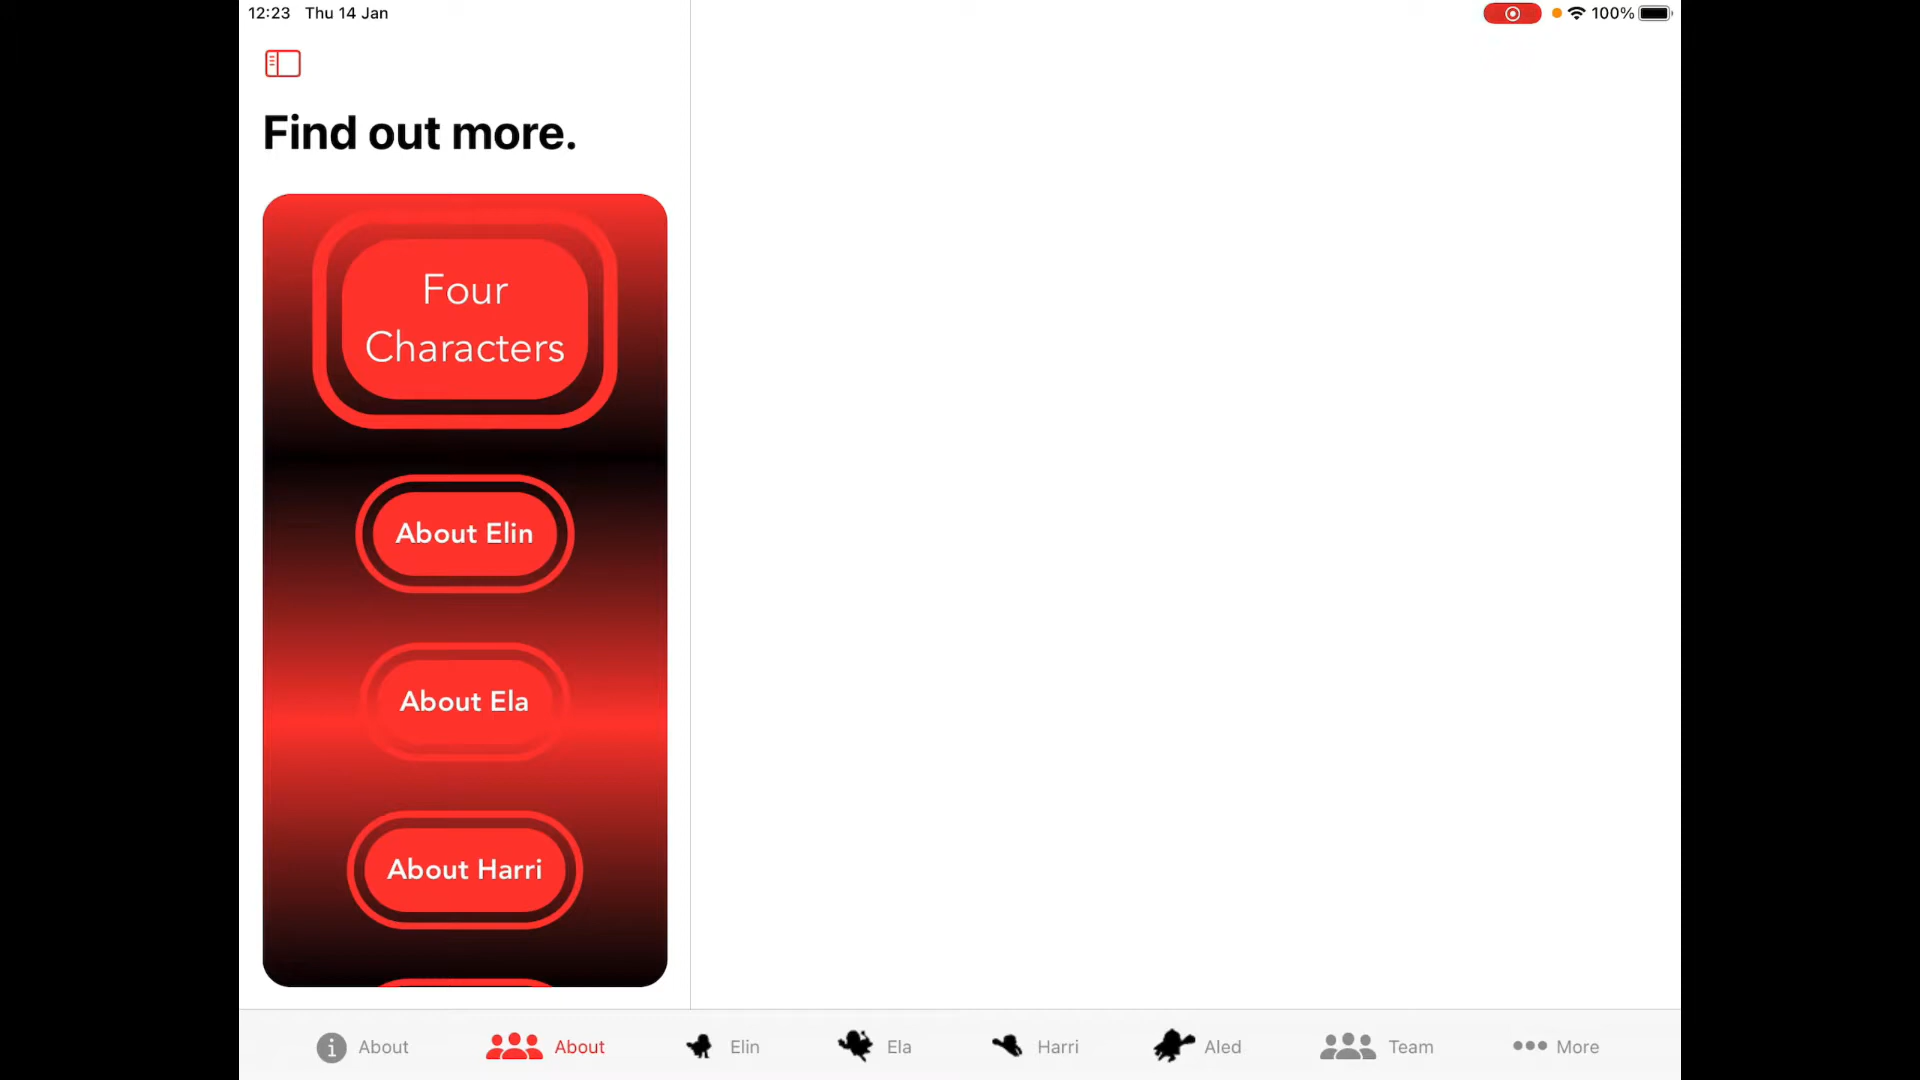 12:23 Thu 14 Jan
100%
Find out more.
Four
Characters
About Elin
About Ela
About Harri
About
About
Elin
Ela
Harri
Aled
Team
More